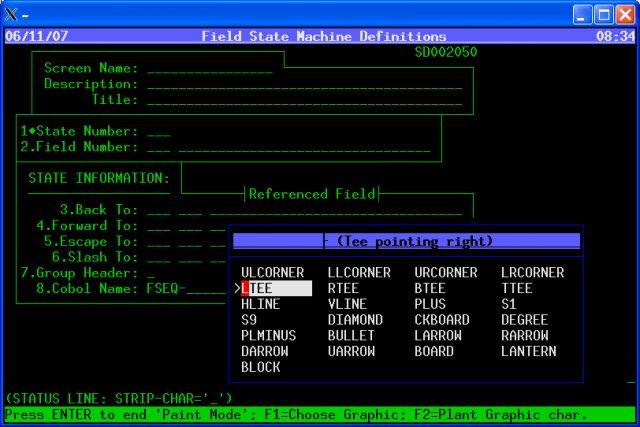 X ~
06/11/07 Field State Machine Definitions 08:34
SD002050
Screen Name: ________________
Description: ________________________________________
Title: ________________________________________
1♦State Number: ___
2.Field Number: ___ ________________________________
STATE INFORMATION:
Referenced Field
3.Back To: ___ ___ ________________________________
4.Forward To: ___ ___
5.Escape To: ___ ___
6.Slash To: ___ ___
7.Group Header: _
8.Cobol Name: FSEQ-_____
├ (Tee pointing right)
ULCORNER LLCORNER URCORNER LRCORNER
>LTEE RTEE BTEE TTEE
HLINE VLINE PLUS S1
S9 DIAMOND CKBOARD DEGREE
PLMINUS BULLET LARROW RARROW
DARROW UARROW BOARD LANTERN
BLOCK
(STATUS LINE: STRIP-CHAR='_')
Press ENTER to end 'Paint Mode'; F1=Choose Graphic; F2=Plant Graphic char.